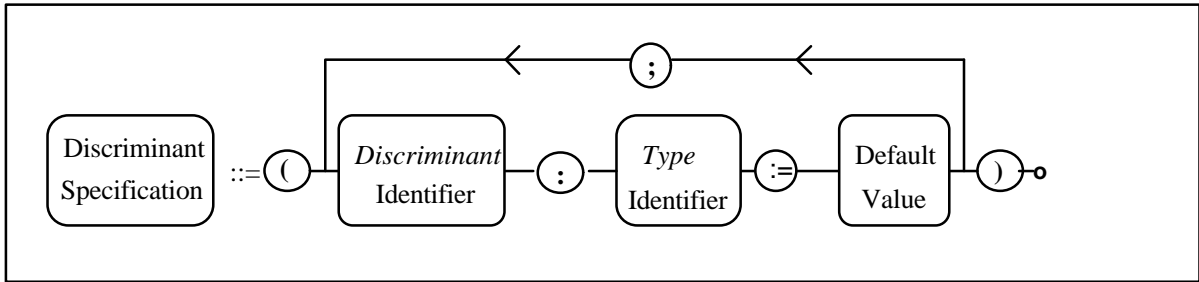 ;
Discriminant
Specification
::=
(
Discriminant
Identifier
:
Type
Identifier
:=
Default
Value
)